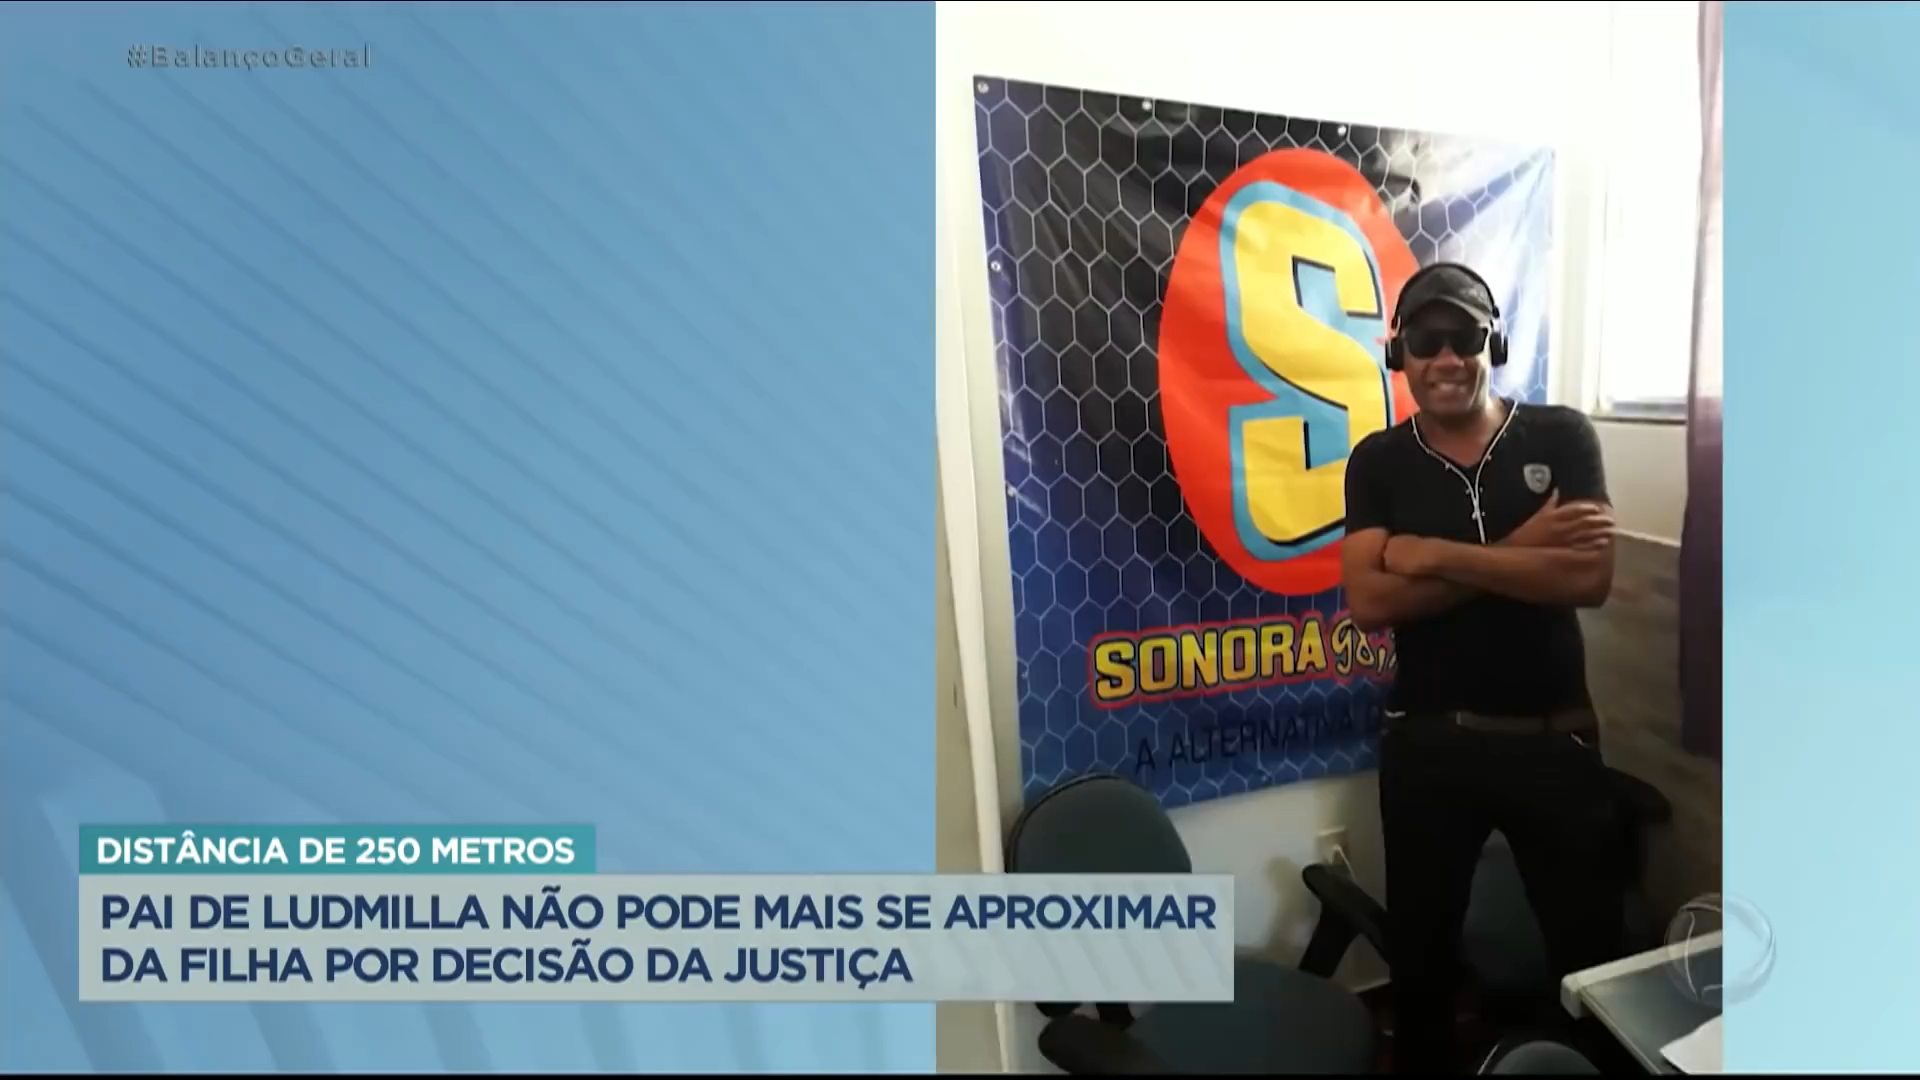 #BalançoGeral
S
SONORA 98,
A ALTERNATIVA
DISTÂNCIA DE 250 METROS
PAI DE LUDMILLA NÃO PODE MAIS SE APROXIMAR
DA FILHA POR DECISÃO DA JUSTIÇA